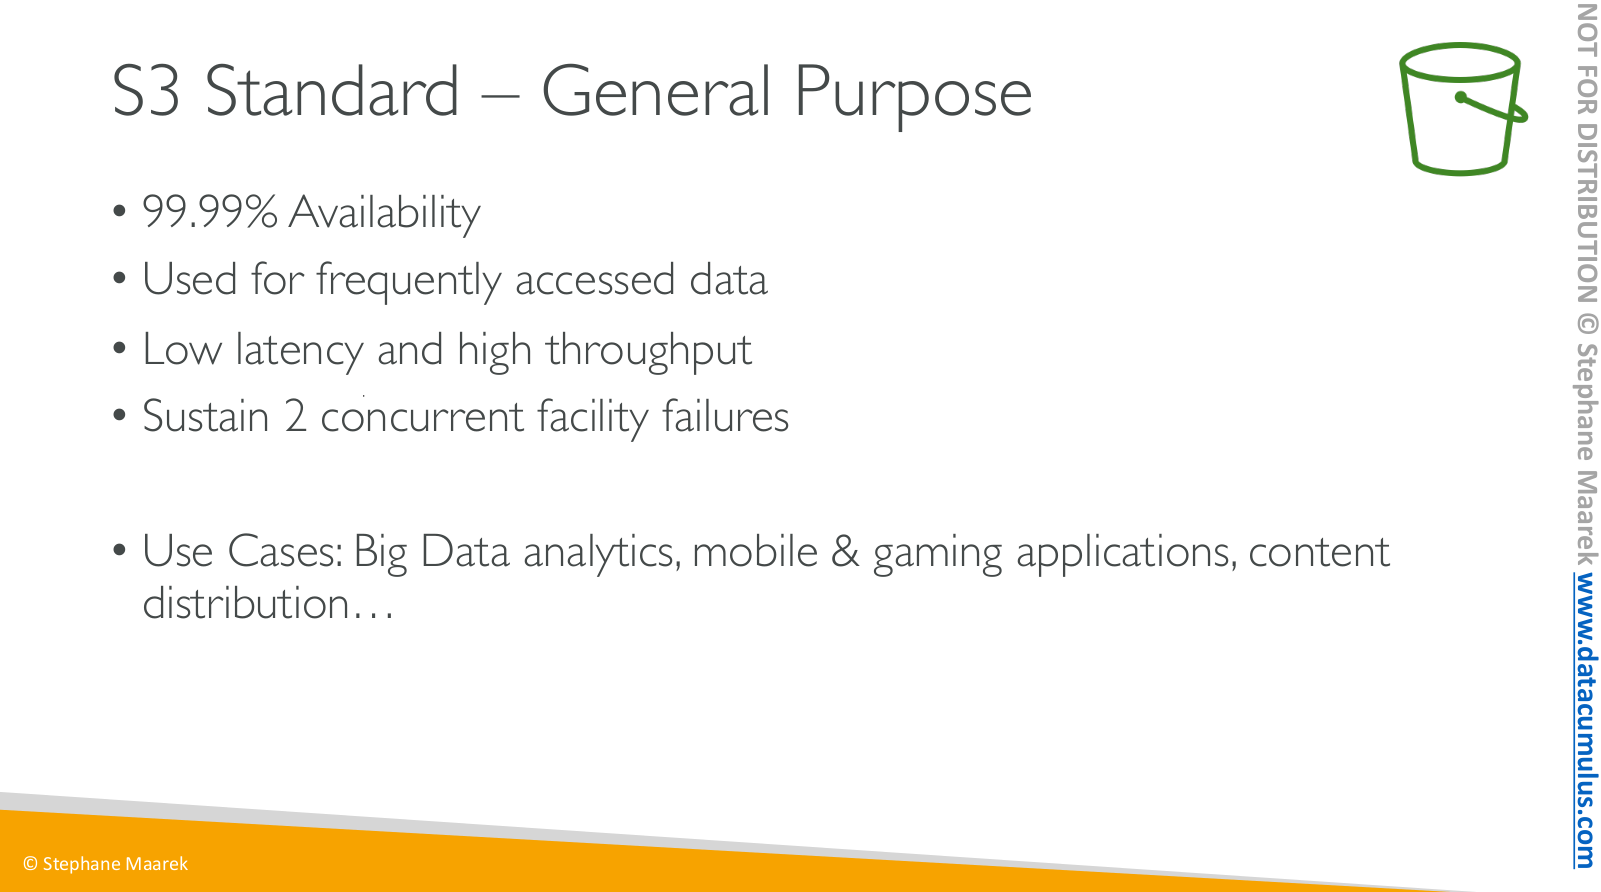 S3 Standard – General Purpose
• 99.99% Availability
• Used for frequently accessed data
• Low latency and high throughput
• Sustain 2 concurrent facility failures
• Use Cases: Big Data analytics, mobile & gaming applications, content
distribution…
© Stephane Maarek
NOT FOR DISTRIBUTION © Stephane Maarek www.datacumulus.com